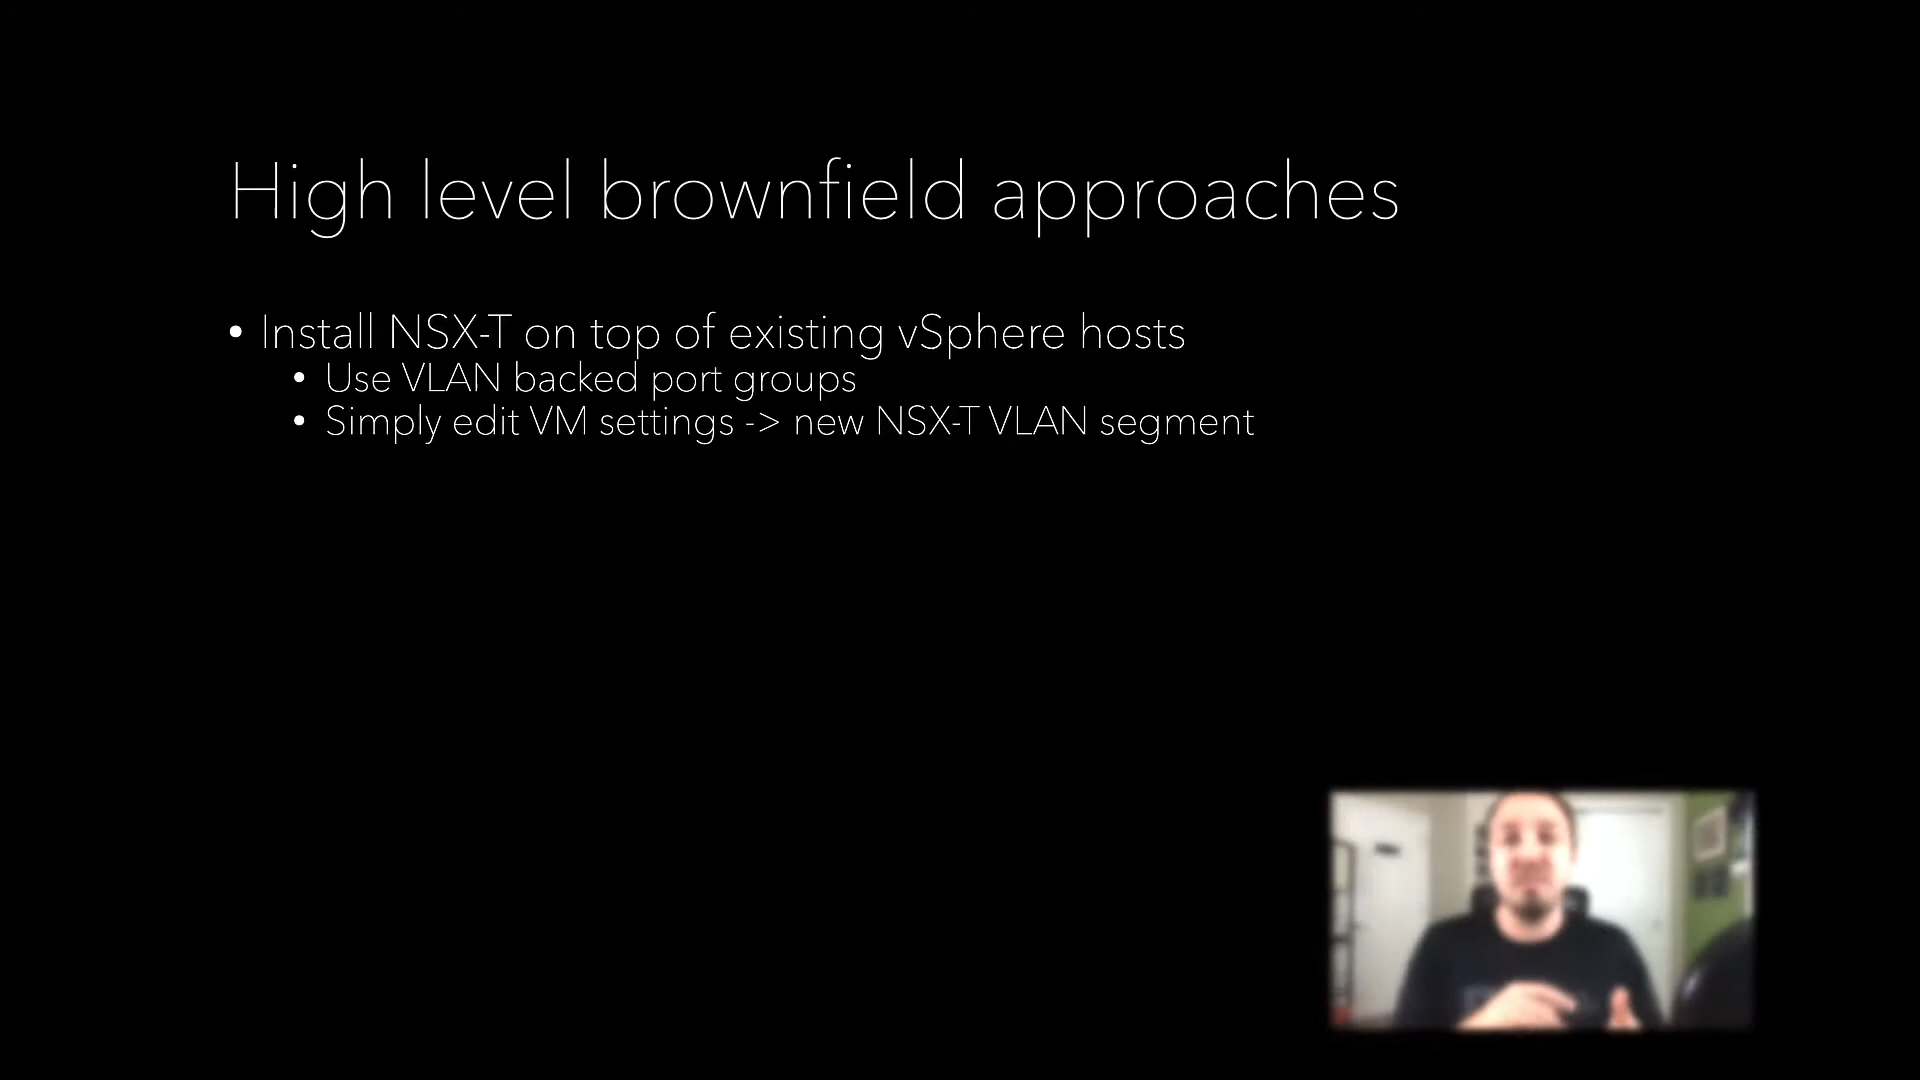 High level brownfield approaches
• Install NSX-T on top of existing vSphere hosts
• Use VLAN backed port groups
• Simply edit VM settings -> new NSX-T VLAN segment